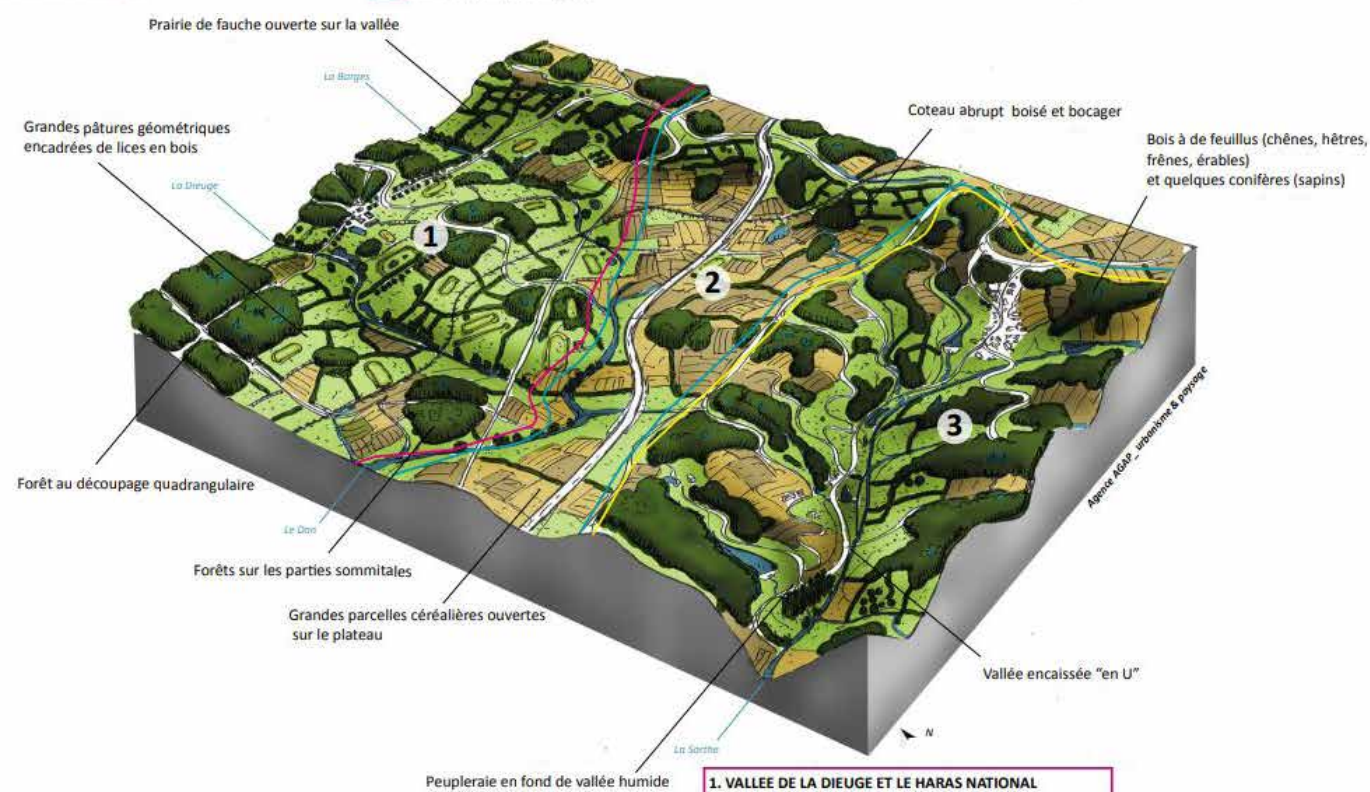 Prairie de fauche ouverte sur la vallée
La Barges
Grandes pâtures géométriques
encadrées de lices en bois
Coteau abrupt boisé et bocager
Bois à de feuillus (chênes, hêtres,
frênes, érables)
et quelques conifères (sapins)
La Dieuge
1
2
3
Agence AGAP_ urbanisme & paysage
Forêt au découpage quadrangulaire
Le Don
Forêts sur les parties sommitales
Grandes parcelles céréalières ouvertes
sur le plateau
Vallée encaissée "en U"
N
La Sarthe
Peupleraie en fond de vallée humide
1. VALLEE DE LA DIEUGE ET LE HARAS NATIONAL